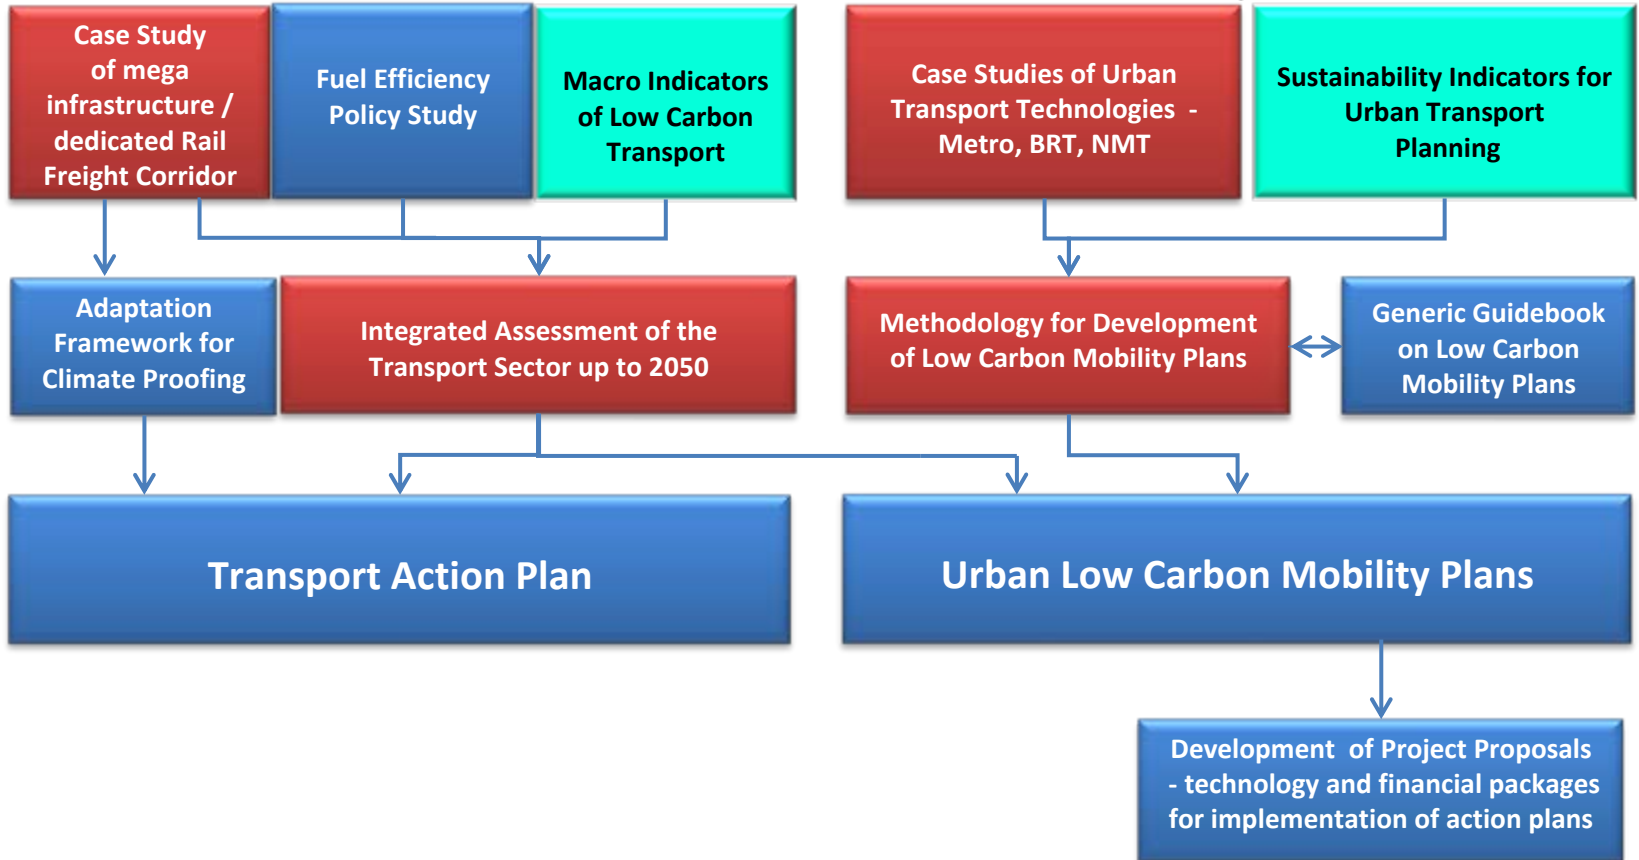 Case Study
of mega
infrastructure /
dedicated Rail
Freight Corridor
Fuel Efficiency
Policy Study
Macro Indicators
of Low Carbon
Transport
Case Studies of Urban
Transport Technologies -
Metro, BRT, NMT
Sustainability Indicators for
Urban Transport
Planning
Adaptation
Framework for
Climate Proofing
Integrated Assessment of the
Transport Sector up to 2050
Methodology for Development
of Low Carbon Mobility Plans
Generic Guidebook
on Low Carbon
Mobility Plans
Transport Action Plan
Urban Low Carbon Mobility Plans
Development of Project Proposals
- technology and financial packages
for implementation of action plans